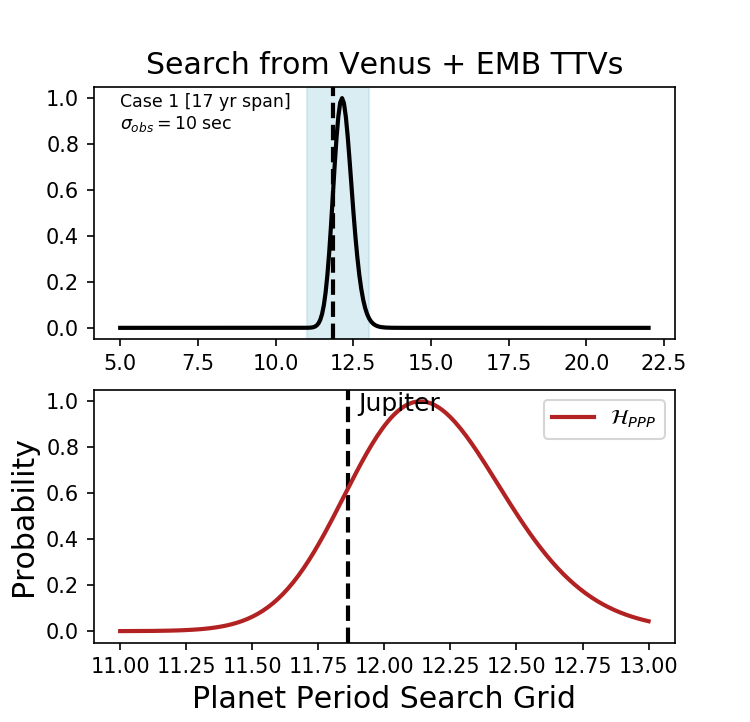 Search from Venus + EMB TTVs
Case 1 [17 yr span]
σ_obs = 10 sec
1.0
0.8
0.6
0.4
0.2
0.0
5.0 7.5 10.0 12.5 15.0 17.5 20.0 22.5
Jupiter
ℋ_PPP
1.0
0.8
0.6
0.4
0.2
0.0
Probability
11.00 11.25 11.50 11.75 12.00 12.25 12.50 12.75 13.00
Planet Period Search Grid